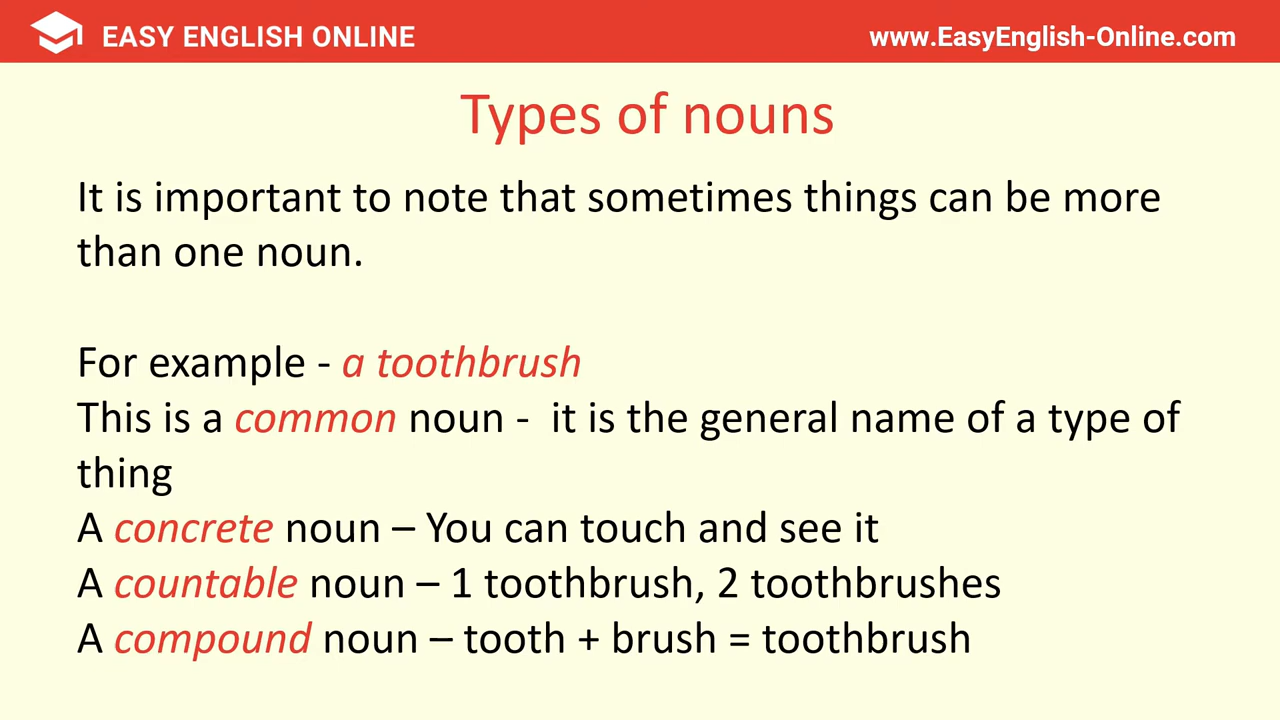 EASY ENGLISH ONLINE
www.EasyEnglish-Online.com
Types of nouns
It is important to note that sometimes things can be more
than one noun.
For example - a toothbrush
This is a common noun -  it is the general name of a type of
thing
A concrete noun – You can touch and see it
A countable noun – 1 toothbrush, 2 toothbrushes
A compound noun – tooth + brush = toothbrush